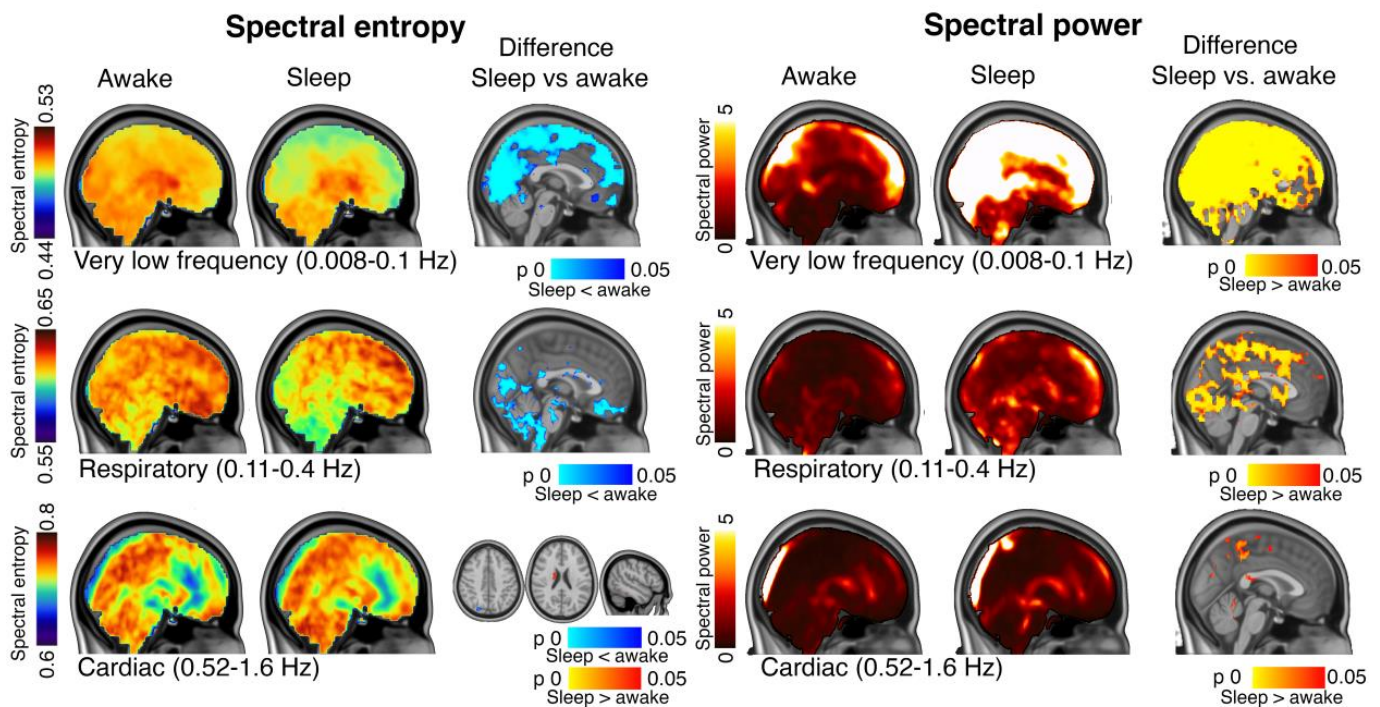 Spectral entropy
Spectral power
Awake
Sleep
Difference
Sleep vs awake
Awake
Sleep
Difference
Sleep vs. awake
Spectral entropy
0.44 0.53
Very low frequency (0.008-0.1 Hz)
p 0 0.05
Sleep < awake
Spectral power
0 5
Very low frequency (0.008-0.1 Hz)
p 0 0.05
Sleep > awake
Spectral entropy
0.55 0.65
Respiratory (0.11-0.4 Hz)
p 0 0.05
Sleep < awake
Spectral power
0 5
Respiratory (0.11-0.4 Hz)
p 0 0.05
Sleep > awake
Spectral entropy
0.6 0.8
Cardiac (0.52-1.6 Hz)
p 0 0.05
Sleep < awake
p 0 0.05
Sleep > awake
Spectral power
0 5
Cardiac (0.52-1.6 Hz)
p 0 0.05
Sleep > awake